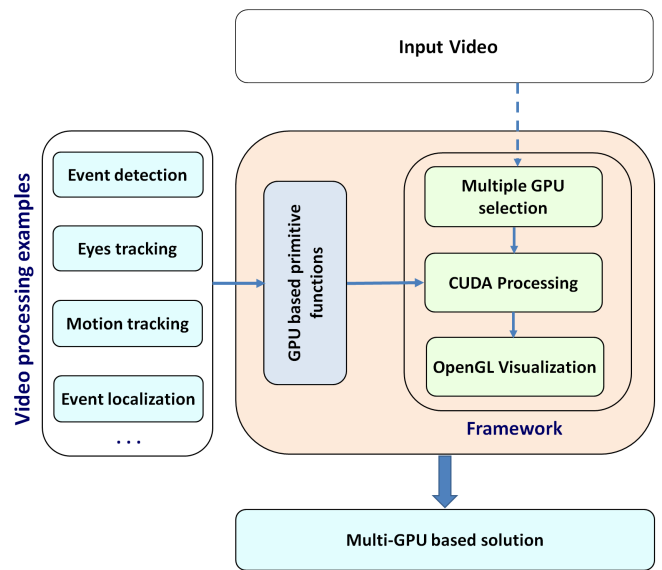 Input Video
Video processing examples
Event detection
Eyes tracking
Motion tracking
Event localization
. . .
GPU based primitive
functions
Multiple GPU
selection
CUDA Processing
OpenGL Visualization
Framework
Multi-GPU based solution